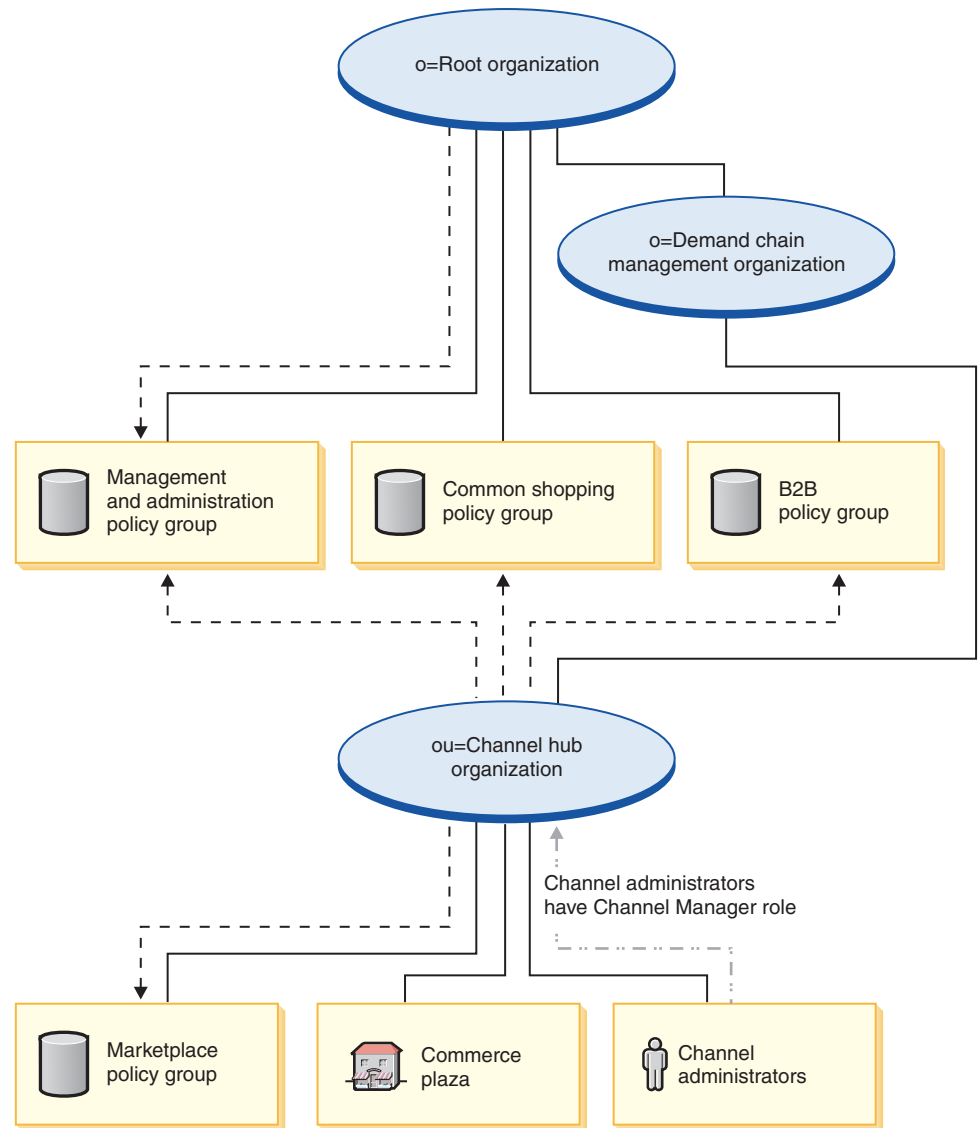 o=Root organization
o=Demand chain
management organization
Management
and administration
policy group
Common shopping
policy group
B2B
policy group
ou=Channel hub
organization
Channel administrators
have Channel Manager role
Marketplace
policy group
Commerce
plaza
Channel
administrators